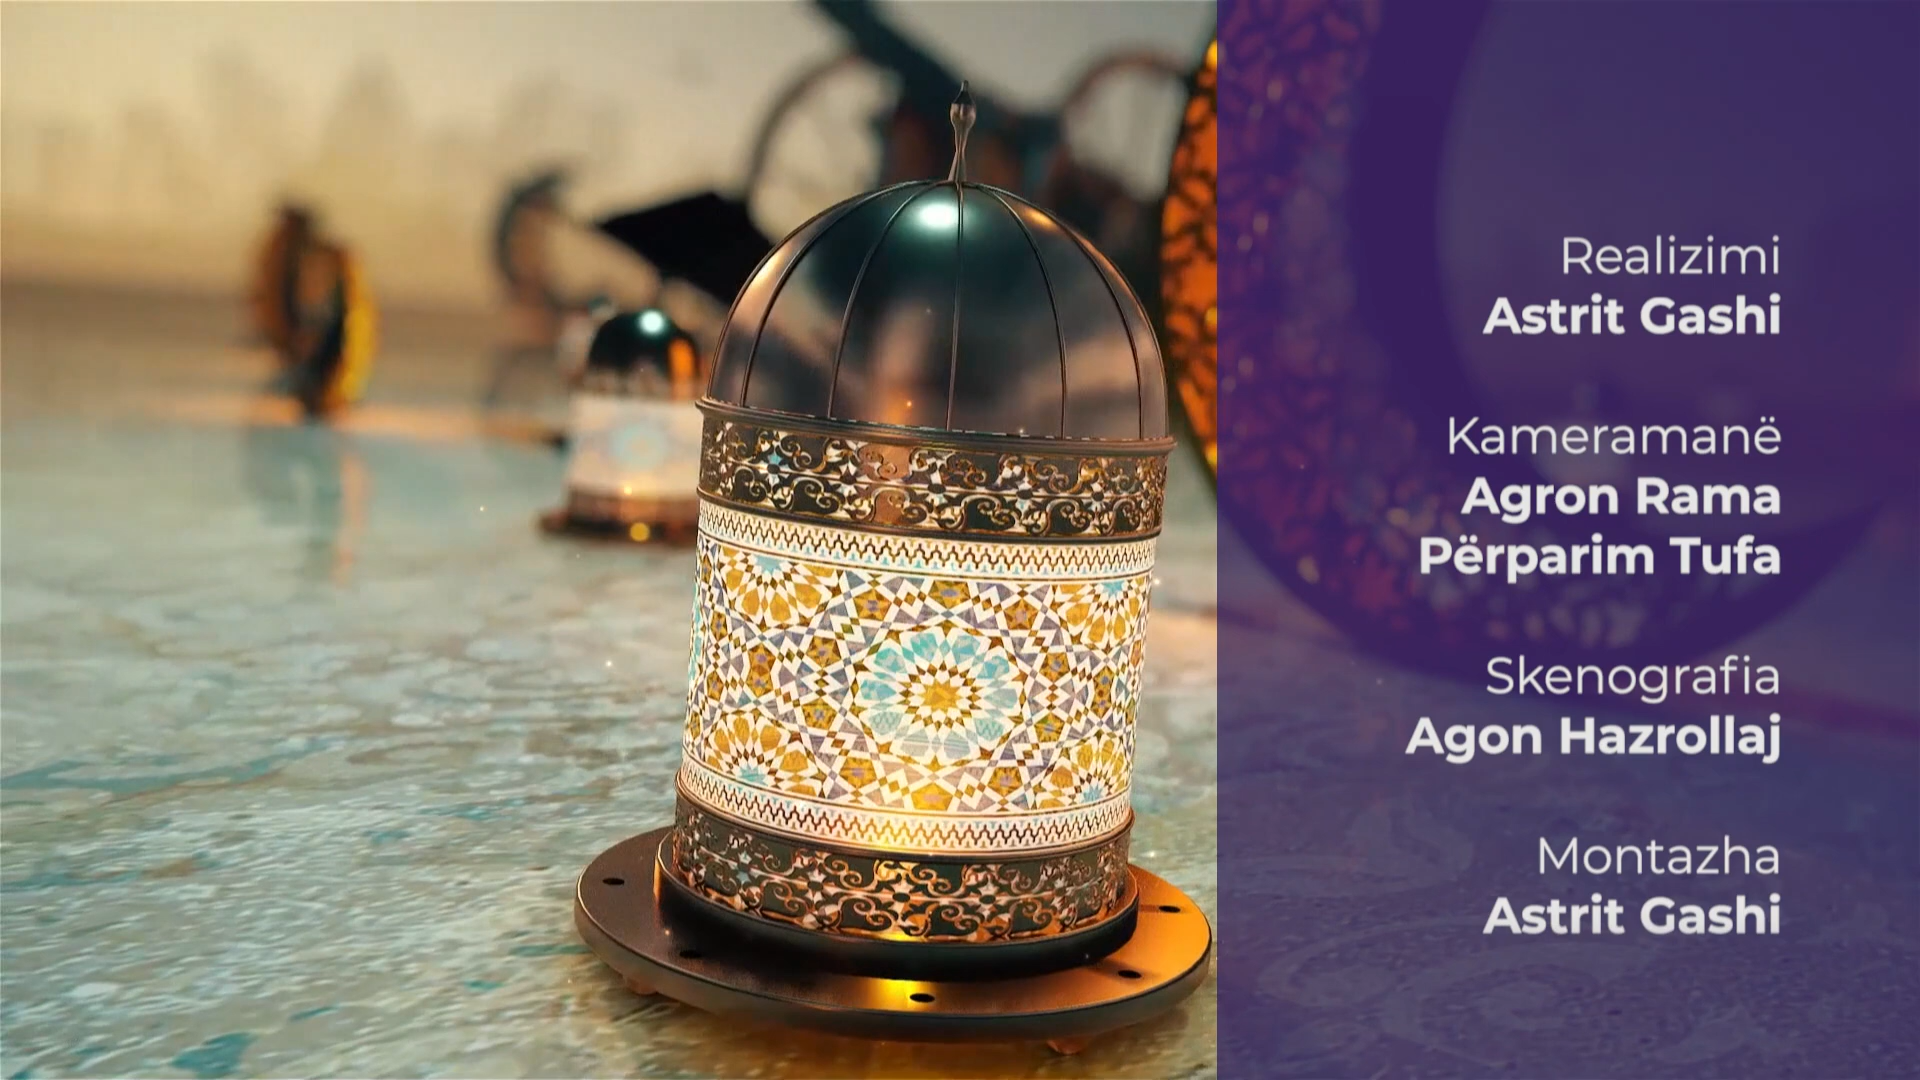 Realizimi
Astrit Gashi
Kameramanë
Agron Rama
Përparim Tufa
Skenografia
Agon Hazrollaj
Montazha
Astrit Gashi